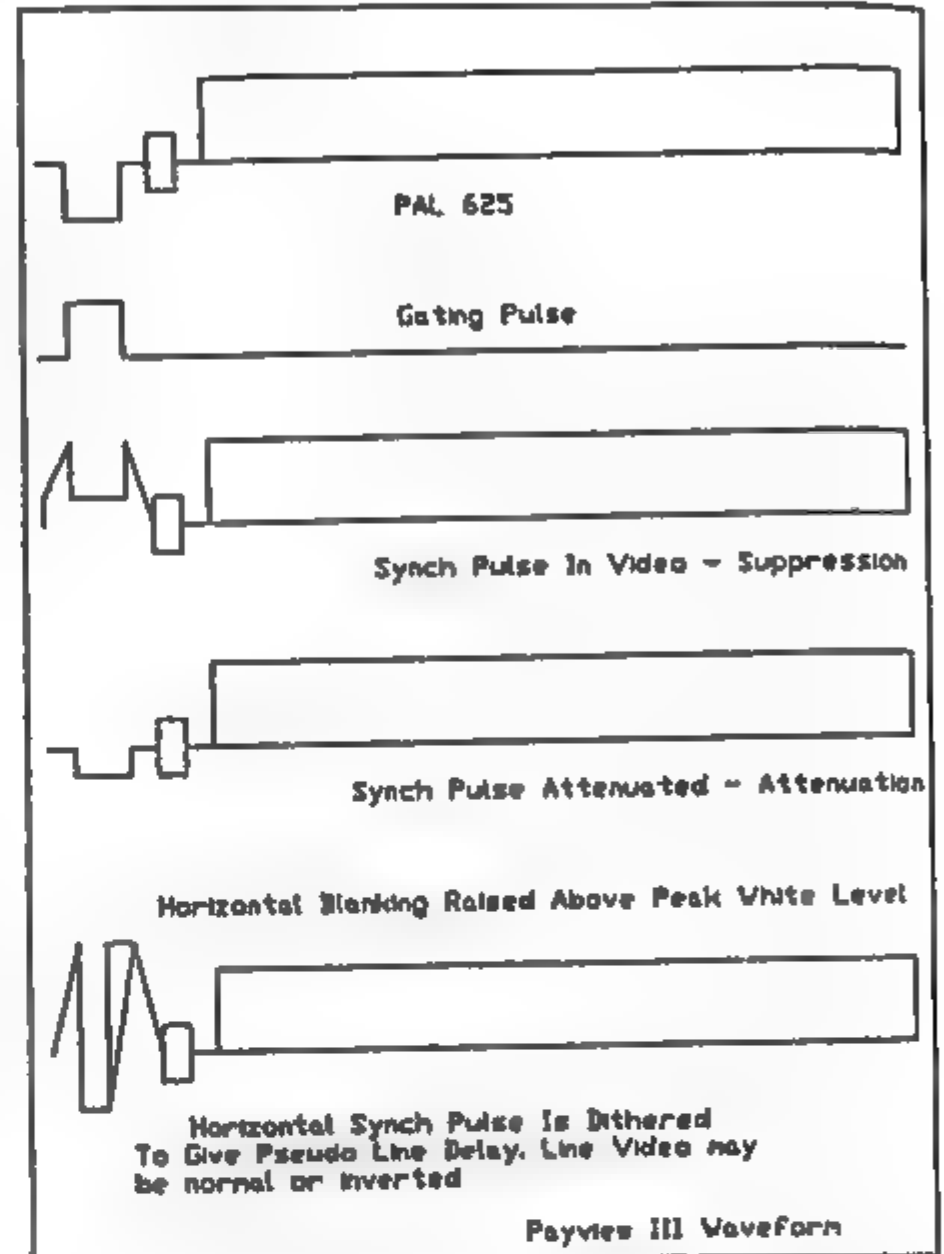 PAL 625
Gating Pulse
Synch Pulse In Video - Suppression
Synch Pulse Attenuated - Attenuation
Horizontal Blanking Raised Above Peak White Level
Horizontal Synch Pulse Is Dithered
To Give Pseudo Line Delay. Line Video may
be normal or inverted
Payview III Waveform